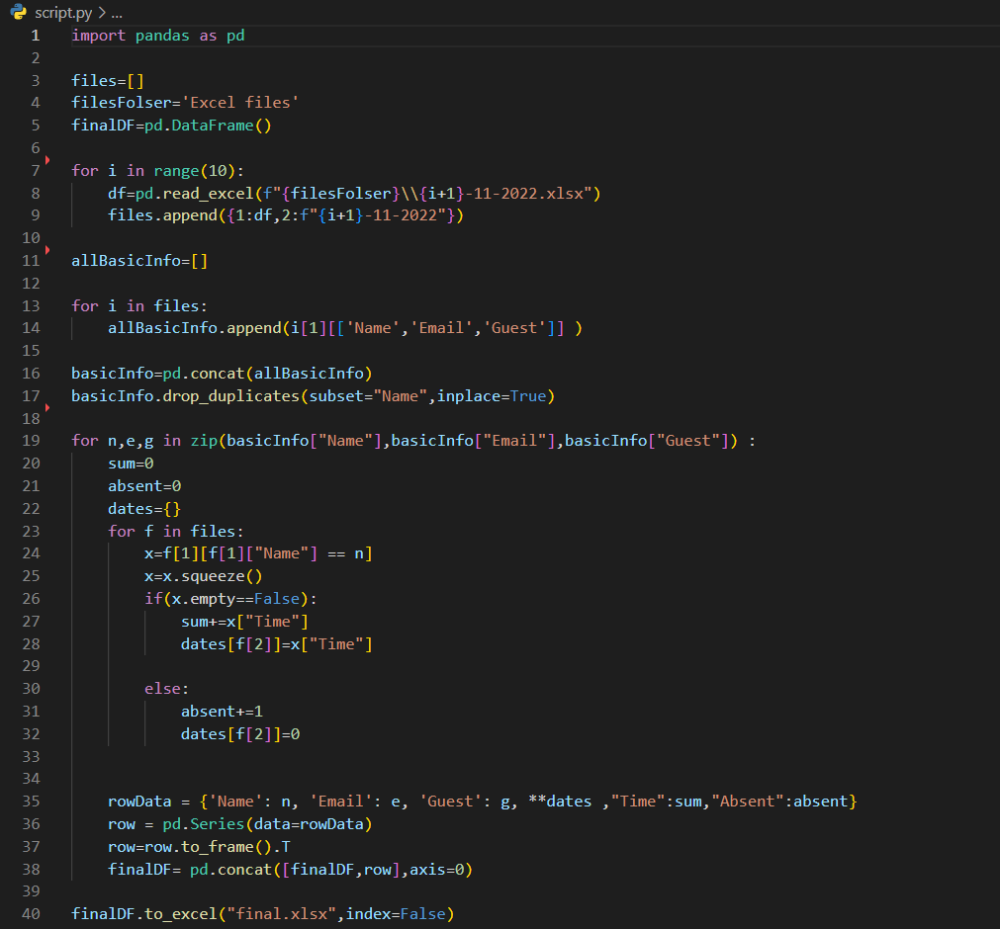 script.py > ...
1 import pandas as pd
2
3 files=[]
4 filesFolser='Excel files'
5 finalDF=pd.DataFrame()
6
7 for i in range(10):
8     df=pd.read_excel(f"{filesFolser}\\{i+1}-11-2022.xlsx")
9     files.append({1:df,2:f"{i+1}-11-2022"})
10
11 allBasicInfo=[]
12
13 for i in files:
14     allBasicInfo.append(i[1][['Name','Email','Guest']] )
15
16 basicInfo=pd.concat(allBasicInfo)
17 basicInfo.drop_duplicates(subset="Name",inplace=True)
18
19 for n,e,g in zip(basicInfo["Name"],basicInfo["Email"],basicInfo["Guest"]) :
20     sum=0
21     absent=0
22     dates={}
23     for f in files:
24         x=f[1][f[1]["Name"] == n]
25         x=x.squeeze()
26         if(x.empty==False):
27             sum+=x["Time"]
28             dates[f[2]]=x["Time"]
29
30         else:
31             absent+=1
32             dates[f[2]]=0
33
34
35     rowData = {'Name': n, 'Email': e, 'Guest': g, **dates ,"Time":sum,"Absent":absent}
36     row = pd.Series(data=rowData)
37     row=row.to_frame().T
38     finalDF= pd.concat([finalDF,row],axis=0)
39
40 finalDF.to_excel("final.xlsx",index=False)